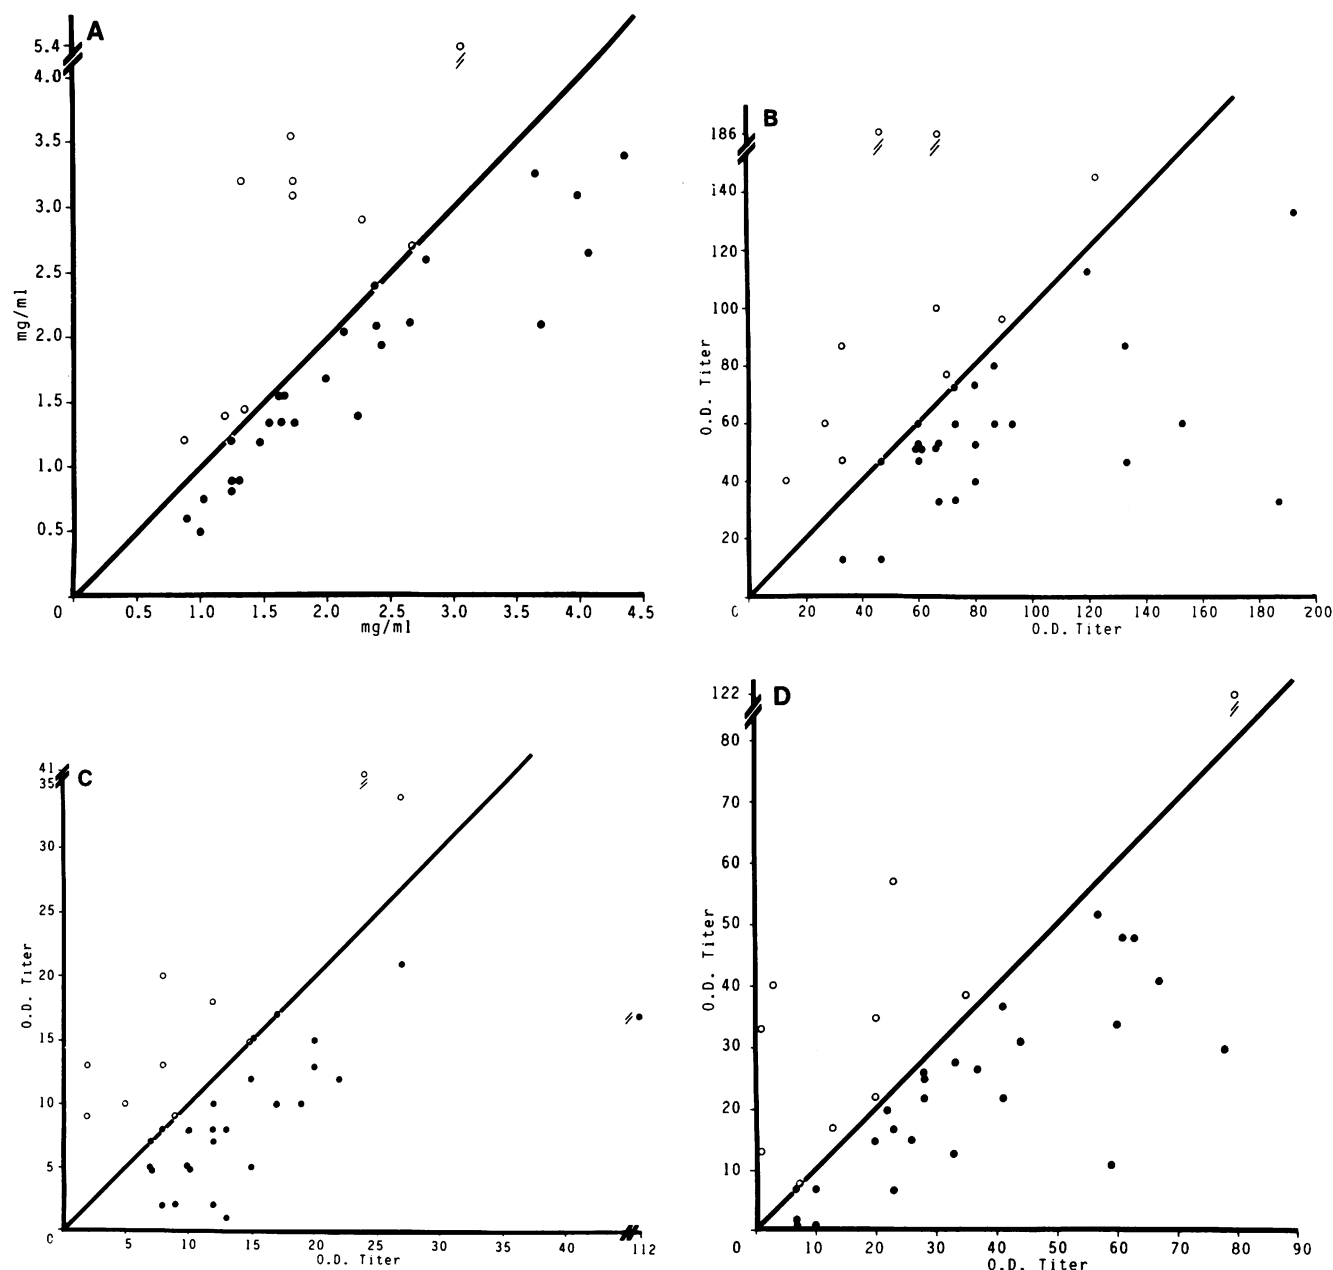 A
5.4
4.0
3.5
3.0
2.5
2.0
1.5
1.0
0.5
mg/ml
0 0.5 1.0 1.5 2.0 2.5 3.0 3.5 4.0 4.5
mg/ml
B
186
140
120
100
80
60
40
20
O.D. Titer
C 20 40 60 80 100 120 140 160 180 200
O.D. Titer
C
41
35
30
25
20
15
10
5
O.D. Titer
C 5 10 15 20 25 30 35 40 112
O.D. Titer
D
122
80
70
60
50
40
30
20
10
O.D. Titer
0 10 20 30 40 50 60 70 80 90
O.D. Titer